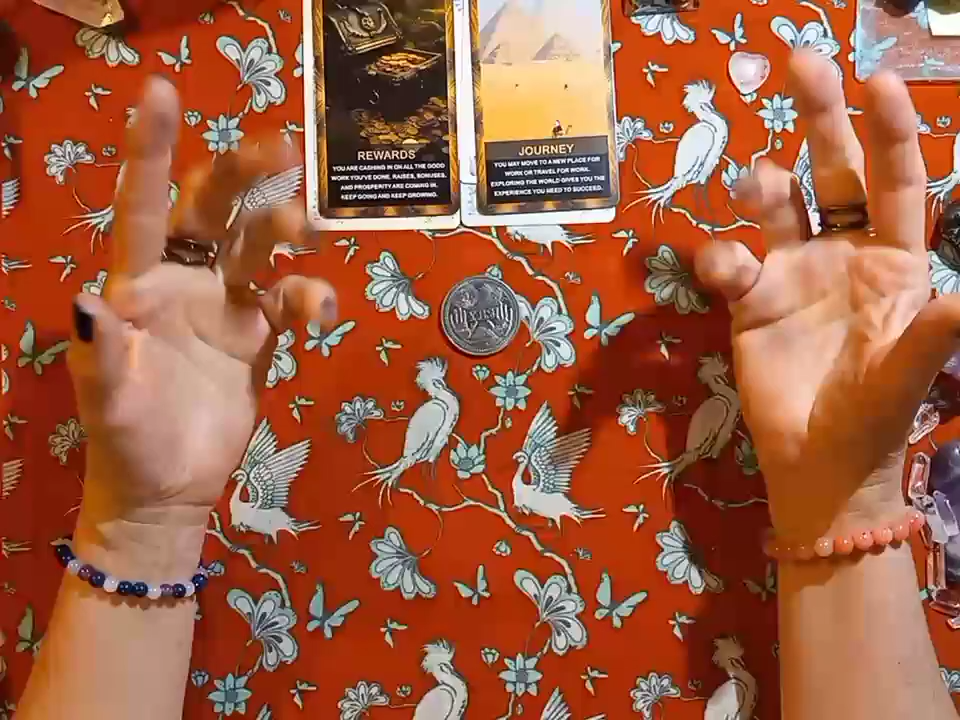 REWARDS
YOU ARE CASHING IN ON ALL THE GOOD
WORK YOU'VE DONE. RAISES, BONUSES,
AND PROSPERITY ARE COMING IN.
KEEP GOING AND KEEP GROWING.
JOURNEY
YOU MAY MOVE TO A NEW PLACE FOR
WORK OR TRAVEL FOR WORK.
EXPLORING THE WORLD GIVES YOU THE
EXPERIENCE YOU NEED TO SUCCEED.